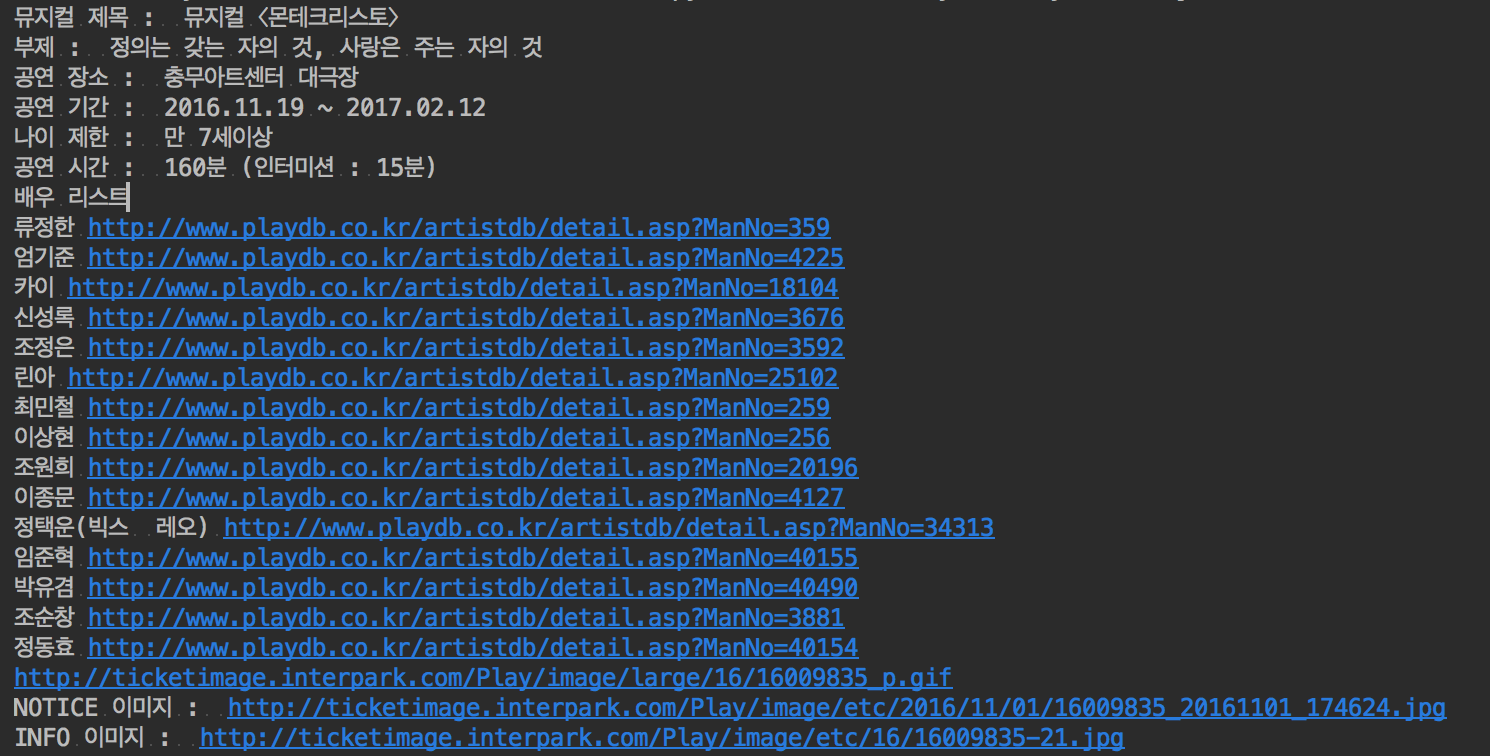 뮤지컬 제목 :  뮤지컬 〈몬테크리스토〉
부제 :  정의는 갖는 자의 것, 사랑은 주는 자의 것
공연 장소 :  충무아트센터 대극장
공연 기간 :  2016.11.19 ~ 2017.02.12
나이 제한 :  만 7세이상
공연 시간 :  160분 (인터미션 : 15분)
배우 리스트
류정한 http://www.playdb.co.kr/artistdb/detail.asp?ManNo=359
엄기준 http://www.playdb.co.kr/artistdb/detail.asp?ManNo=4225
카이 http://www.playdb.co.kr/artistdb/detail.asp?ManNo=18104
신성록 http://www.playdb.co.kr/artistdb/detail.asp?ManNo=3676
조정은 http://www.playdb.co.kr/artistdb/detail.asp?ManNo=3592
린아 http://www.playdb.co.kr/artistdb/detail.asp?ManNo=25102
최민철 http://www.playdb.co.kr/artistdb/detail.asp?ManNo=259
이상현 http://www.playdb.co.kr/artistdb/detail.asp?ManNo=256
조원희 http://www.playdb.co.kr/artistdb/detail.asp?ManNo=20196
이종문 http://www.playdb.co.kr/artistdb/detail.asp?ManNo=4127
정택운(빅스  레오) http://www.playdb.co.kr/artistdb/detail.asp?ManNo=34313
임준혁 http://www.playdb.co.kr/artistdb/detail.asp?ManNo=40155
박유겸 http://www.playdb.co.kr/artistdb/detail.asp?ManNo=40490
조순창 http://www.playdb.co.kr/artistdb/detail.asp?ManNo=3881
정동효 http://www.playdb.co.kr/artistdb/detail.asp?ManNo=40154
http://ticketimage.interpark.com/Play/image/large/16/16009835_p.gif
NOTICE 이미지 :  http://ticketimage.interpark.com/Play/image/etc/2016/11/01/16009835_20161101_174624.jpg
INFO 이미지 :  http://ticketimage.interpark.com/Play/image/etc/16/16009835-21.jpg